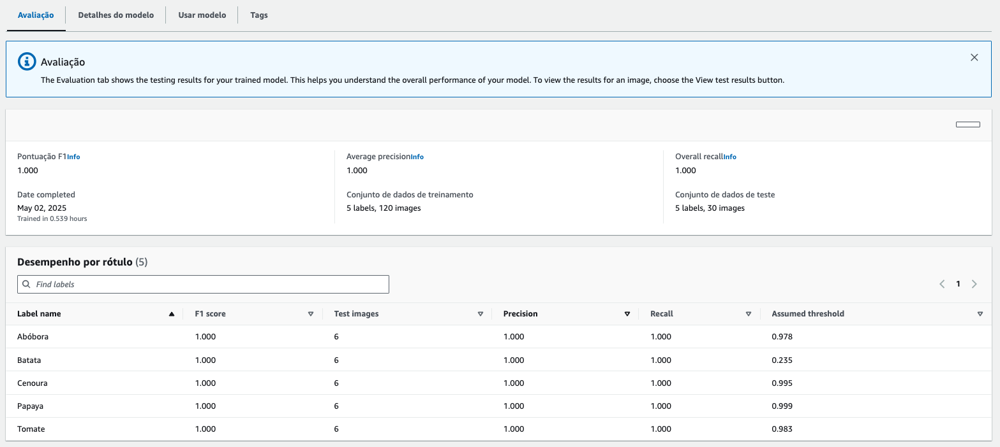 Avaliação Detalhes do modelo Usar modelo Tags
Avaliação
The Evaluation tab shows the testing results for your trained model. This helps you understand the overall performance of your model. To view the results for an image, choose the View test results button.
Pontuação F1Info Average precisionInfo Overall recallInfo
1.000 1.000 1.000
Date completed Conjunto de dados de treinamento Conjunto de dados de teste
May 02, 2025 5 labels, 120 images 5 labels, 30 images
Trained in 0.539 hours
Desempenho por rótulo (5)
Find labels 1
Label name F1 score Test images Precision Recall Assumed threshold
Abóbora 1.000 6 1.000 1.000 0.978
Batata 1.000 6 1.000 1.000 0.235
Cenoura 1.000 6 1.000 1.000 0.995
Papaya 1.000 6 1.000 1.000 0.999
Tomate 1.000 6 1.000 1.000 0.983